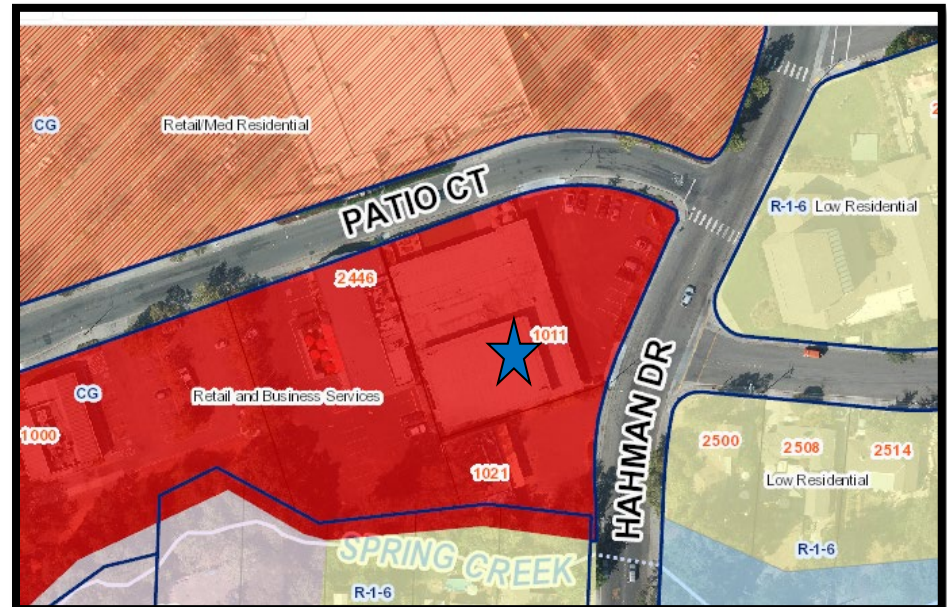 CG
Retail/Med Residential
PATIO CT
R-1-6 Low Residential
2446
1011
CG
Retail and Business Services
1000
HAHMAN DR
2500
2508
2514
1021
Low Residential
SPRING CREEK
R-1-6
R-1-6